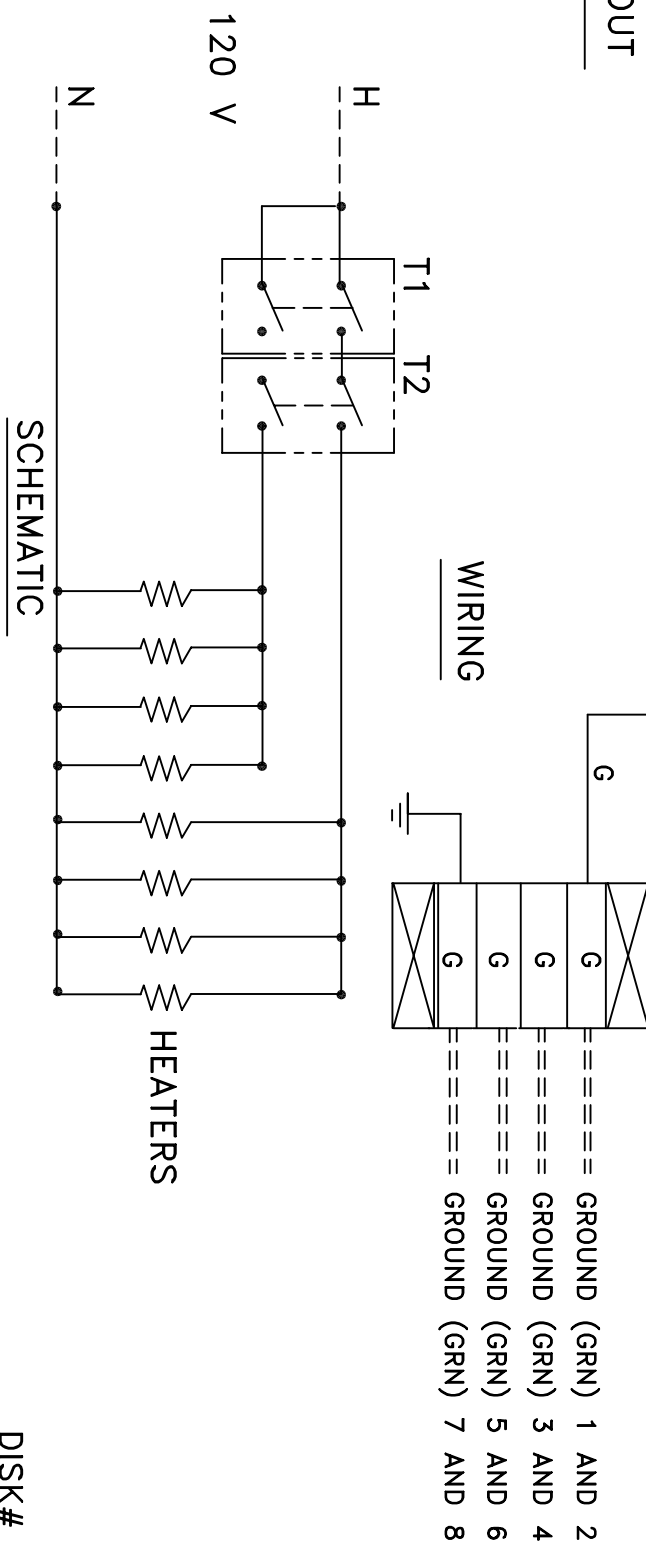 OUT
120 V
H
N
T1
T2
WIRING
SCHEMATIC
HEATERS
G
G
G
G
G
GROUND (GRN) 1 AND 2
GROUND (GRN) 3 AND 4
GROUND (GRN) 5 AND 6
GROUND (GRN) 7 AND 8
DISK#